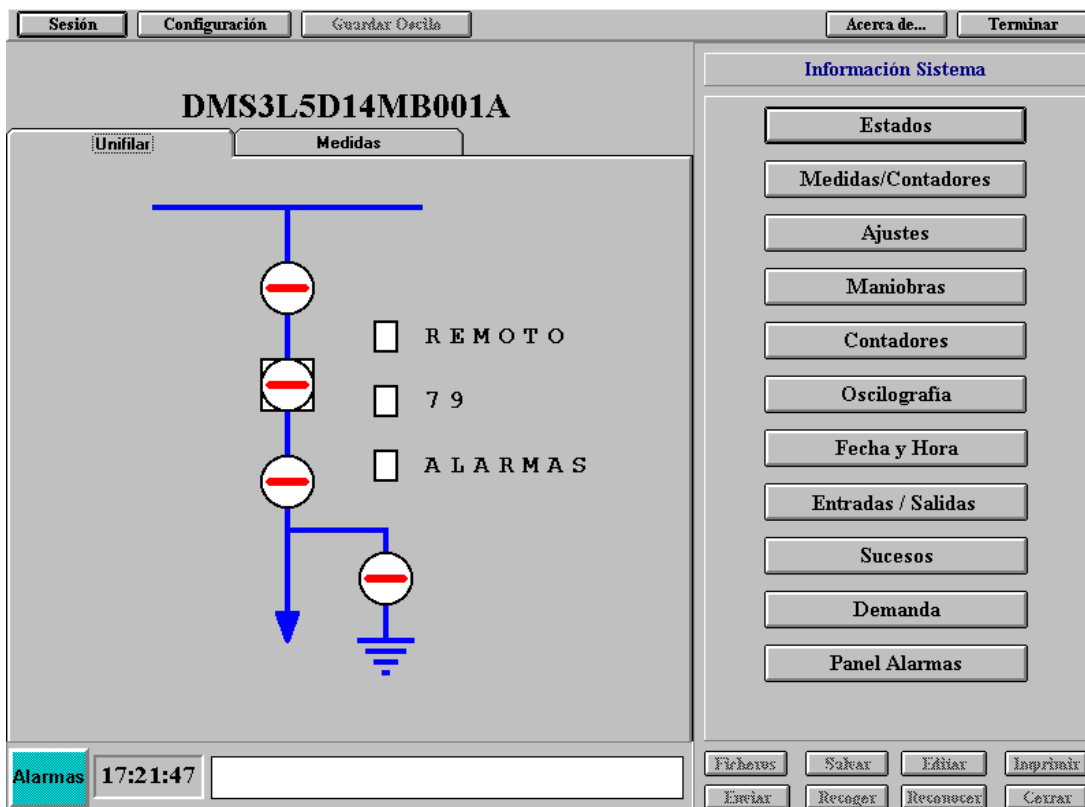 Sesión Configuración Guardar Oscilo Acerca de... Terminar
Información Sistema
DMS3L5D14MB001A
Unifilar Medidas
REMOTO
79
ALARMAS
Estados
Medidas/Contadores
Ajustes
Maniobras
Contadores
Oscilografía
Fecha y Hora
Entradas / Salidas
Sucesos
Demanda
Panel Alarmas
Alarmas 17:21:47
Ficheros Salvar Editar Imprimir
Enviar Recoger Reconocer Cerrar